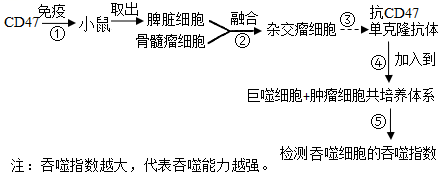 CD47 免疫 ① 小鼠 取出 脾脏细胞 骨髓瘤细胞 融合 ② 杂交瘤细胞 ③ 抗CD47 单克隆抗体
④ 加入到
巨噬细胞+肿瘤细胞共培养体系
⑤
检测吞噬细胞的吞噬指数
注：吞噬指数越大，代表吞噬能力越强。